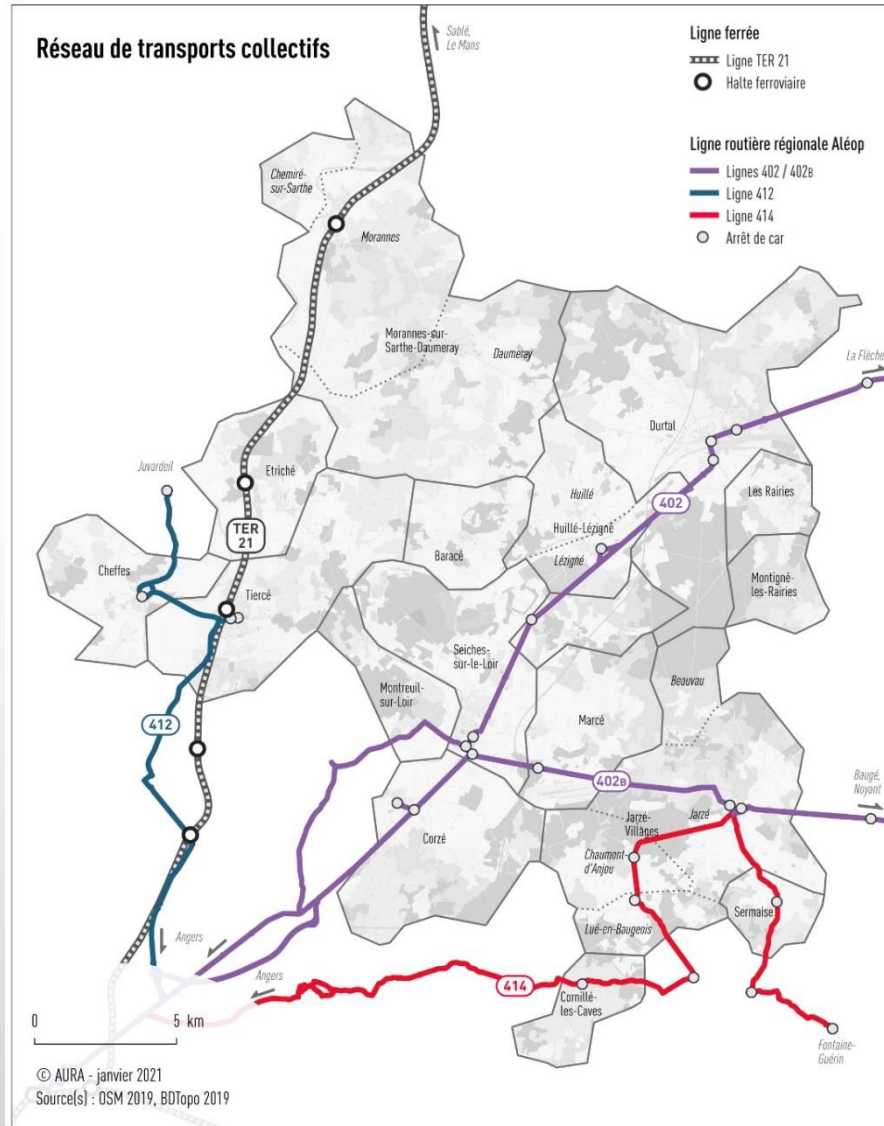 Réseau de transports collectifs
Sablé,
Le Mans
Ligne ferrée
Ligne TER 21
Halte ferroviaire
Ligne routière régionale Aléop
Lignes 402 / 402B
Ligne 412
Ligne 414
Arrêt de car
Chemiré-
sur-Sarthe
Morannes
Morannes-sur-
Sarthe-Daumeray
Daumeray
La Flèche
Durtal
Juvardeil
Etriché
Huillé
Les Rairies
402
TER
21
Huillé-Lézigné
Baracé
Lézigné
Cheffes
Tiercé
Montigné-
les-Rairies
Seiches-
sur-le-Loir
Beauvau
Montreuil-
sur-Loir
Marcé
412
402B
Baugé,
Noyant
Corzé
Jarzé-
Villages
Jarzé
Chaumont-
d'Anjou
Sermaise
Lué-en-Baugeois
Angers
Angers
414
Cornillé-
les-Caves
0 5 km
Fontaine-
Guérin
© AURA - janvier 2021
Source(s) : OSM 2019, BDTopo 2019